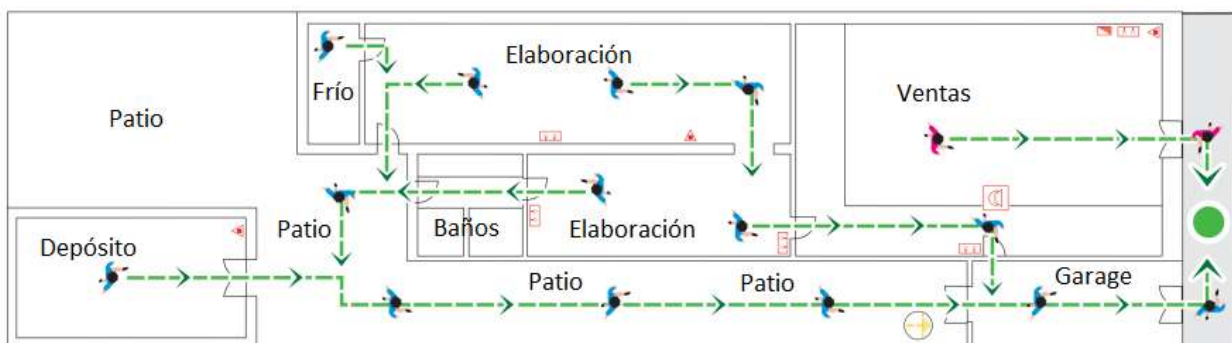 Elaboración
Frío
Ventas
Patio
Depósito
Patio
Baños
Elaboración
Patio
Patio
Garage